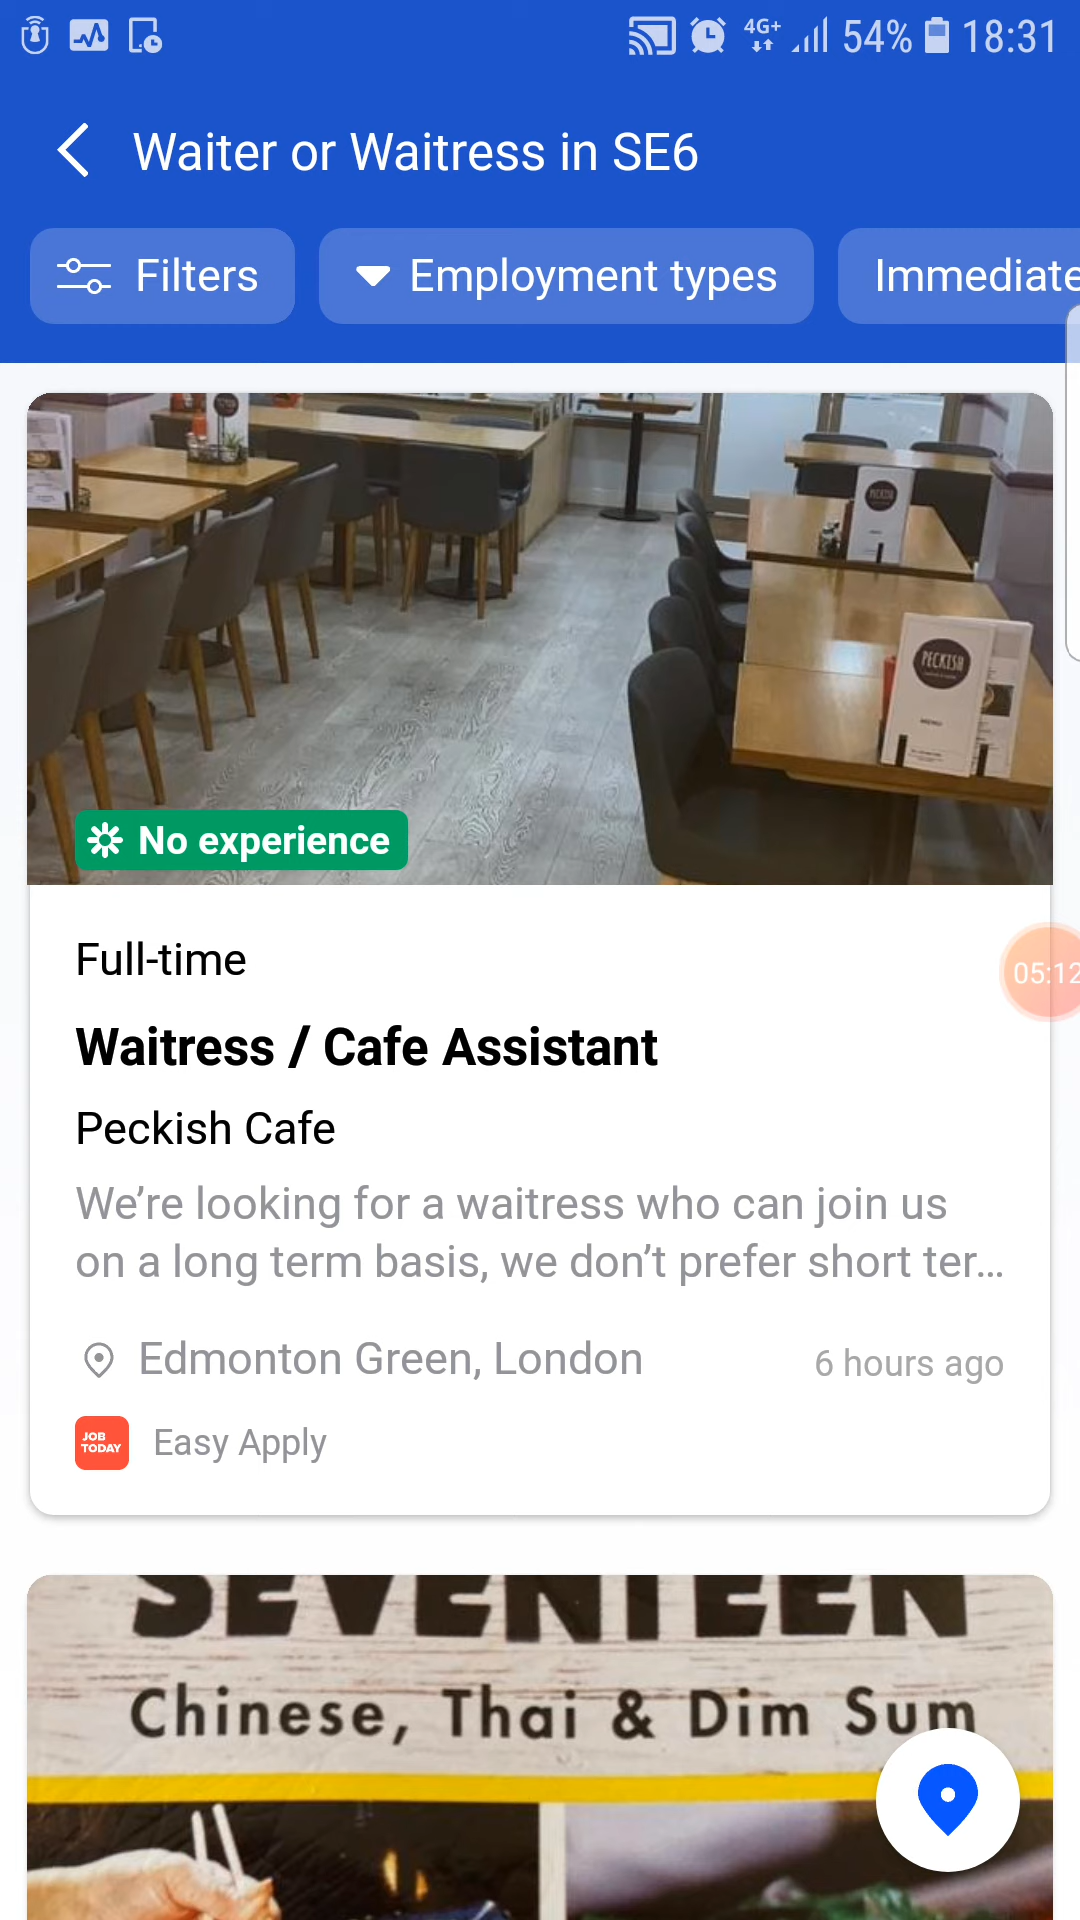 4G+ 54% 18:31
Waiter or Waitress in SE6
Filters
Employment types
Immediate
PECKISH
PECKISH
MENU
No experience
Full-time
05:12
Waitress / Cafe Assistant
Peckish Cafe
We’re looking for a waitress who can join us
on a long term basis, we don’t prefer short ter...
Edmonton Green, London
6 hours ago
JOB
TODAY
Easy Apply
SEVENTEEN
Chinese, Thai & Dim Sum